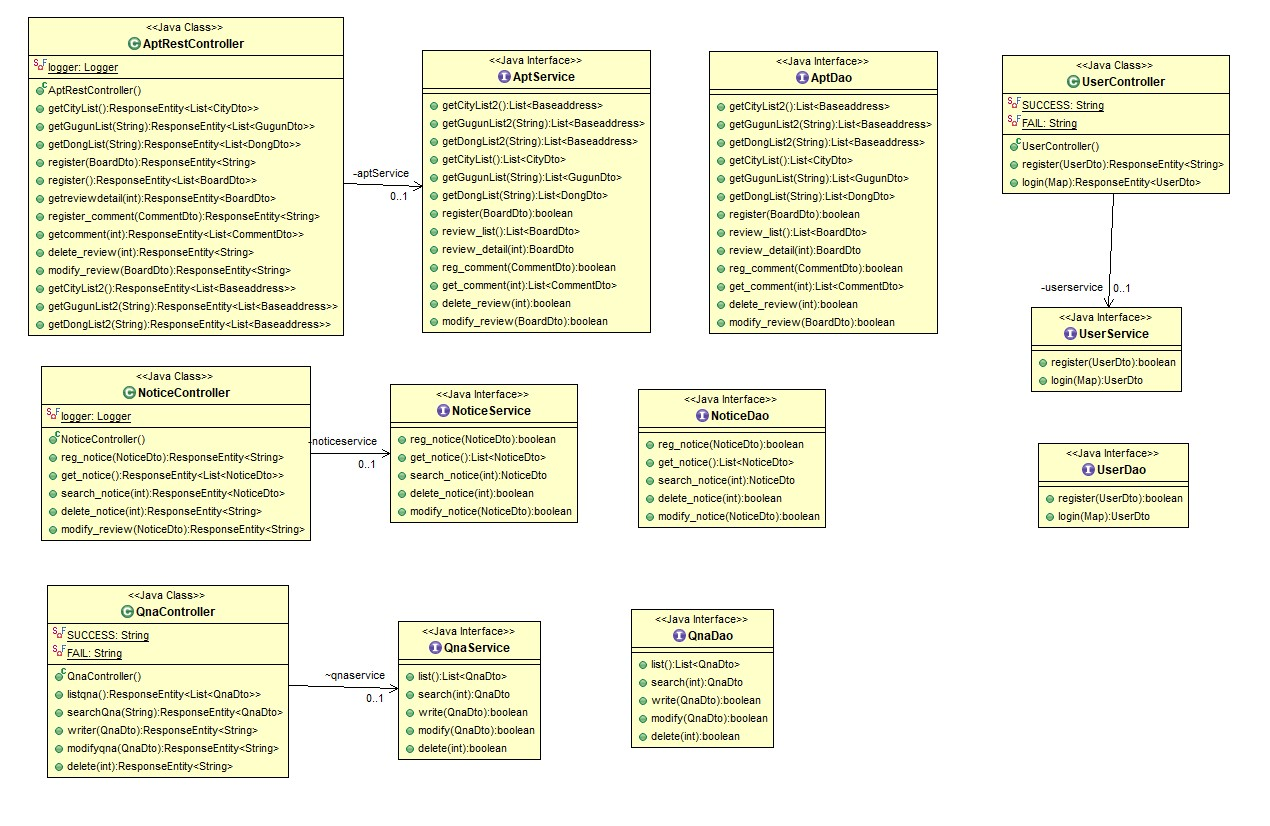 <<Java Class>>
AptRestController
logger: Logger
AptRestController()
getCityList():ResponseEntity<List<CityDto>>
getGugunList(String):ResponseEntity<List<GugunDto>>
getDongList(String):ResponseEntity<List<DongDto>>
register(BoardDto):ResponseEntity<String>
register():ResponseEntity<List<BoardDto>>
getreviewdetail(int):ResponseEntity<BoardDto>
register_comment(CommentDto):ResponseEntity<String>
getcomment(int):ResponseEntity<List<CommentDto>>
delete_review(int):ResponseEntity<String>
modify_review(BoardDto):ResponseEntity<String>
getCityList2():ResponseEntity<List<Baseaddress>>
getGugunList2(String):ResponseEntity<List<Baseaddress>>
getDongList2(String):ResponseEntity<List<Baseaddress>>
-aptService
0..1
<<Java Interface>>
AptService
getCityList2():List<Baseaddress>
getGugunList2(String):List<Baseaddress>
getDongList2(String):List<Baseaddress>
getCityList():List<CityDto>
getGugunList(String):List<GugunDto>
getDongList(String):List<DongDto>
register(BoardDto):boolean
review_list():List<BoardDto>
review_detail(int):BoardDto
reg_comment(CommentDto):boolean
get_comment(int):List<CommentDto>
delete_review(int):boolean
modify_review(BoardDto):boolean
<<Java Interface>>
AptDao
getCityList2():List<Baseaddress>
getGugunList2(String):List<Baseaddress>
getDongList2(String):List<Baseaddress>
getCityList():List<CityDto>
getGugunList(String):List<GugunDto>
getDongList(String):List<DongDto>
register(BoardDto):boolean
review_list():List<BoardDto>
review_detail(int):BoardDto
reg_comment(CommentDto):boolean
get_comment(int):List<CommentDto>
delete_review(int):boolean
modify_review(BoardDto):boolean
<<Java Class>>
UserController
SUCCESS: String
FAIL: String
UserController()
register(UserDto):ResponseEntity<String>
login(Map):ResponseEntity<UserDto>
-userservice
0..1
<<Java Interface>>
UserService
register(UserDto):boolean
login(Map):UserDto
<<Java Class>>
NoticeController
logger: Logger
NoticeController()
reg_notice(NoticeDto):ResponseEntity<String>
get_notice():ResponseEntity<List<NoticeDto>>
search_notice(int):ResponseEntity<NoticeDto>
delete_notice(int):ResponseEntity<String>
modify_review(NoticeDto):ResponseEntity<String>
-noticeservice
0..1
<<Java Interface>>
NoticeService
reg_notice(NoticeDto):boolean
get_notice():List<NoticeDto>
search_notice(int):NoticeDto
delete_notice(int):boolean
modify_notice(NoticeDto):boolean
<<Java Interface>>
NoticeDao
reg_notice(NoticeDto):boolean
get_notice():List<NoticeDto>
search_notice(int):NoticeDto
delete_notice(int):boolean
modify_notice(NoticeDto):boolean
<<Java Interface>>
UserDao
register(UserDto):boolean
login(Map):UserDto
<<Java Class>>
QnaController
SUCCESS: String
FAIL: String
QnaController()
listqna():ResponseEntity<List<QnaDto>>
searchQna(String):ResponseEntity<QnaDto>
writer(QnaDto):ResponseEntity<String>
modifyqna(QnaDto):ResponseEntity<String>
delete(int):ResponseEntity<String>
~qnaservice
0..1
<<Java Interface>>
QnaService
list():List<QnaDto>
search(int):QnaDto
write(QnaDto):boolean
modify(QnaDto):boolean
delete(int):boolean
<<Java Interface>>
QnaDao
list():List<QnaDto>
search(int):QnaDto
write(QnaDto):boolean
modify(QnaDto):boolean
delete(int):boolean